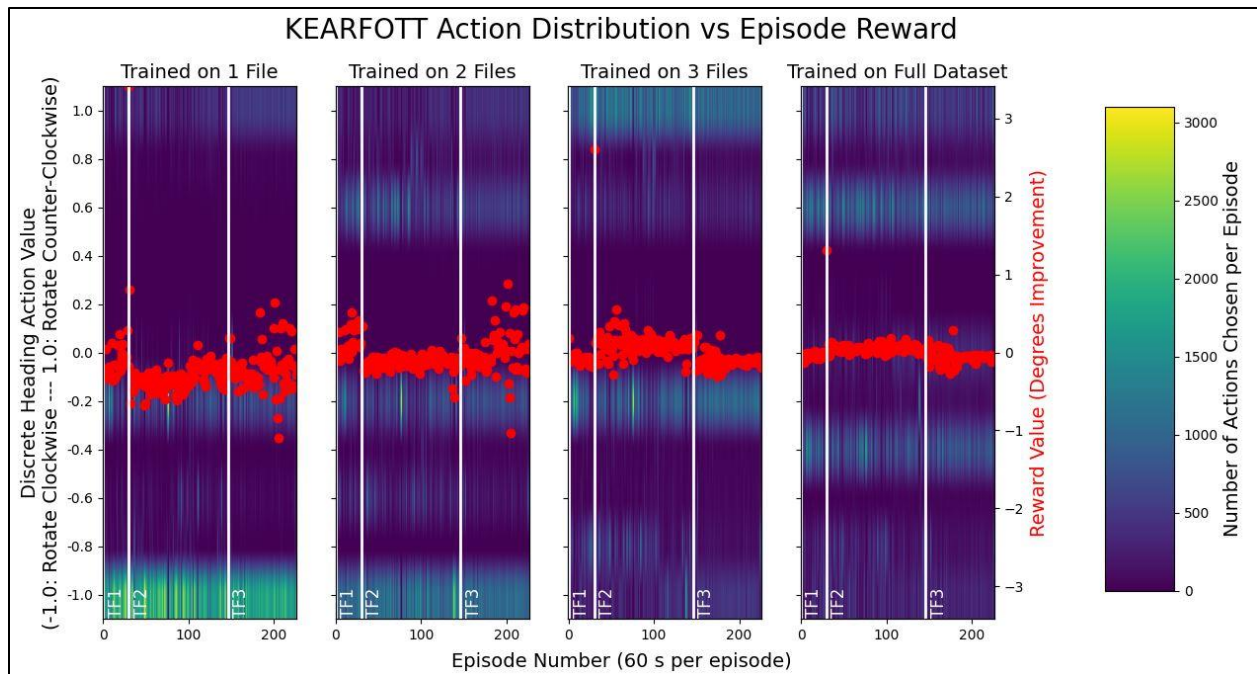 KEARFOTT Action Distribution vs Episode Reward
Trained on 1 File
Trained on 2 Files
Trained on 3 Files
Trained on Full Dataset
Discrete Heading Action Value
(-1.0: Rotate Clockwise --- 1.0: Rotate Counter-Clockwise)
1.0
0.8
0.6
0.4
0.2
0.0
-0.2
-0.4
-0.6
-0.8
-1.0
TF1
TF2
TF3
TF1
TF2
TF3
TF1
TF2
TF3
TF1
TF2
TF3
0
100
200
0
100
200
0
100
200
0
100
200
Episode Number (60 s per episode)
3
2
1
0
−1
−2
−3
Reward Value (Degrees Improvement)
3000
2500
2000
1500
1000
500
0
Number of Actions Chosen per Episode